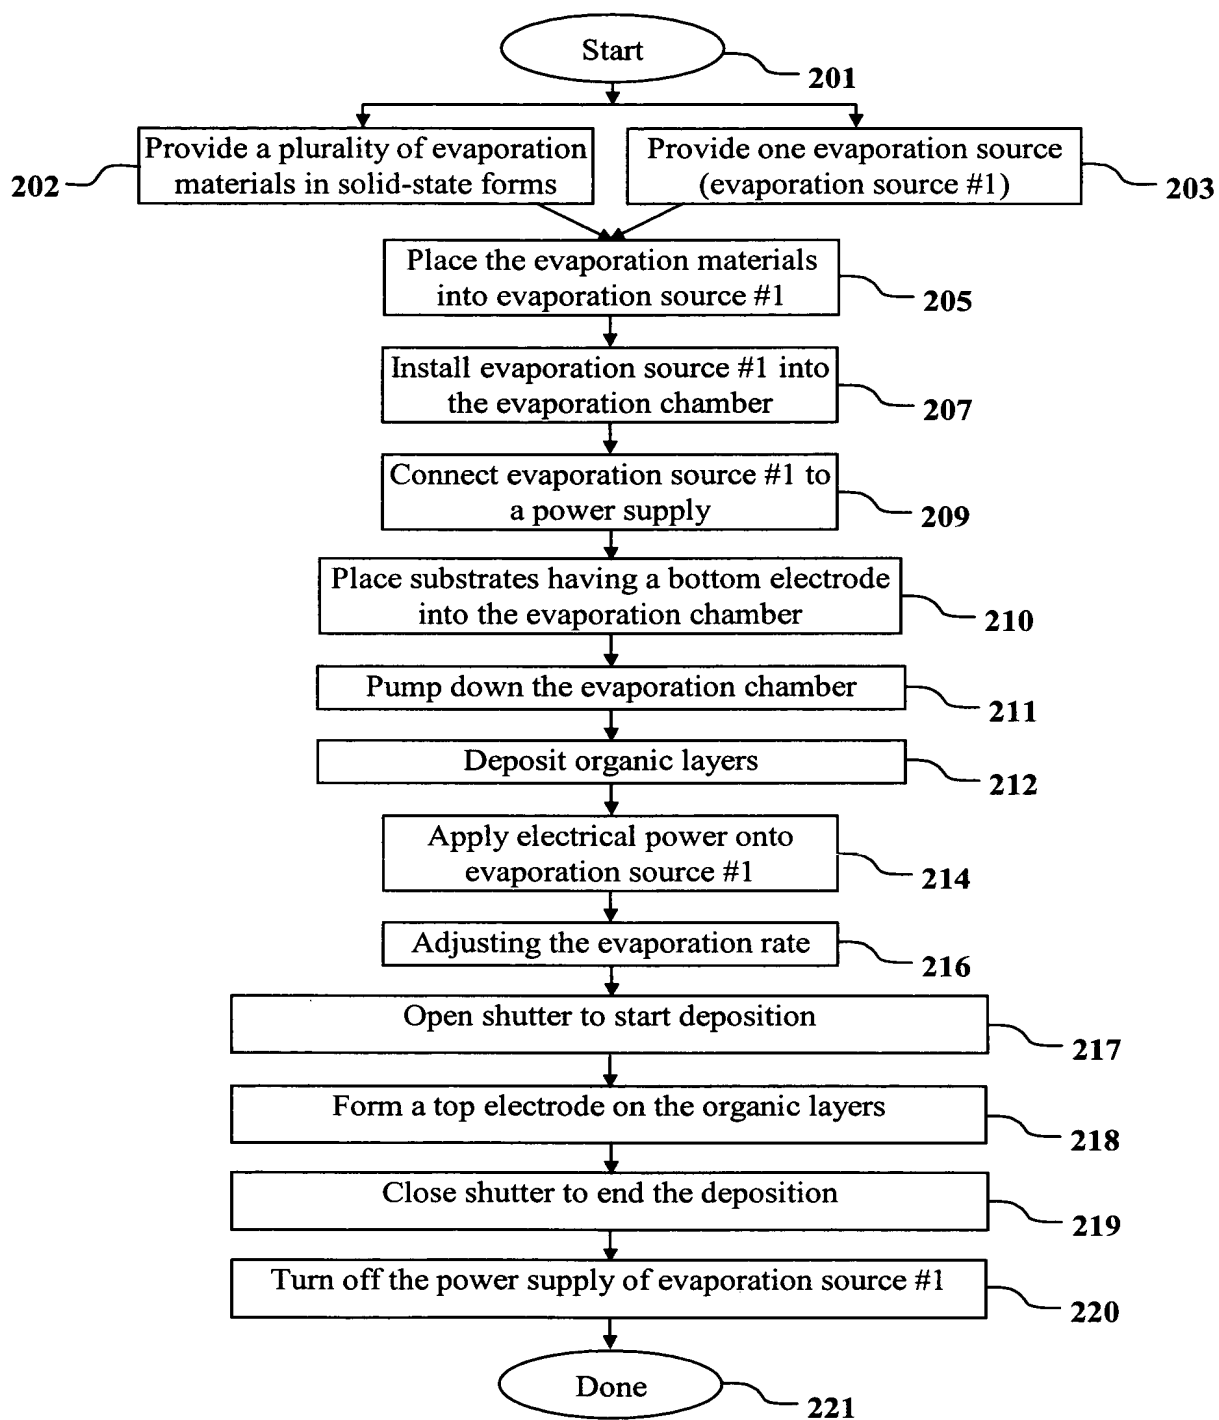 Start
201
Provide a plurality of evaporation
materials in solid-state forms
202
Provide one evaporation source
(evaporation source #1)
203
Place the evaporation materials
into evaporation source #1
205
Install evaporation source #1 into
the evaporation chamber
207
Connect evaporation source #1 to
a power supply
209
Place substrates having a bottom electrode
into the evaporation chamber
210
Pump down the evaporation chamber
211
Deposit organic layers
212
Apply electrical power onto
evaporation source #1
214
Adjusting the evaporation rate
216
Open shutter to start deposition
217
Form a top electrode on the organic layers
218
Close shutter to end the deposition
219
Turn off the power supply of evaporation source #1
220
Done
221